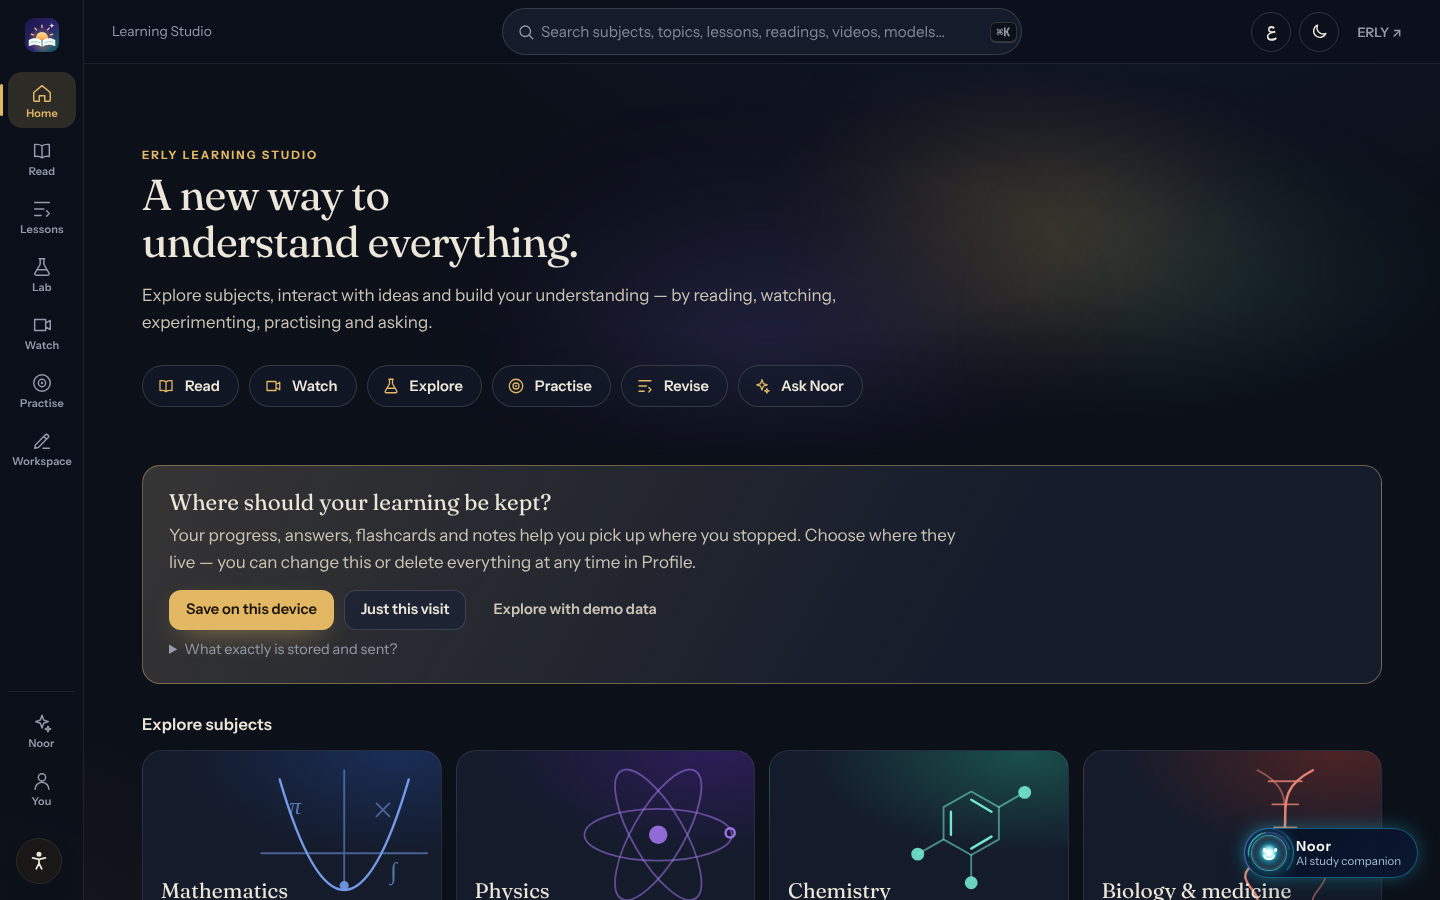 Learning Studio
Search subjects, topics, lessons, readings, videos, models...
⌘K
ع
ERLY ↗
Home
Read
Lessons
Lab
Watch
Practise
Workspace
Noor
You
ERLY LEARNING STUDIO
A new way to
understand everything.
Explore subjects, interact with ideas and build your understanding — by reading, watching,
experimenting, practising and asking.
Read
Watch
Explore
Practise
Revise
Ask Noor
Where should your learning be kept?
Your progress, answers, flashcards and notes help you pick up where you stopped. Choose where they
live — you can change this or delete everything at any time in Profile.
Save on this device
Just this visit
Explore with demo data
What exactly is stored and sent?
Explore subjects
π
×
∫
Mathematics
Physics
Chemistry
Biology & medicine
Noor
AI study companion